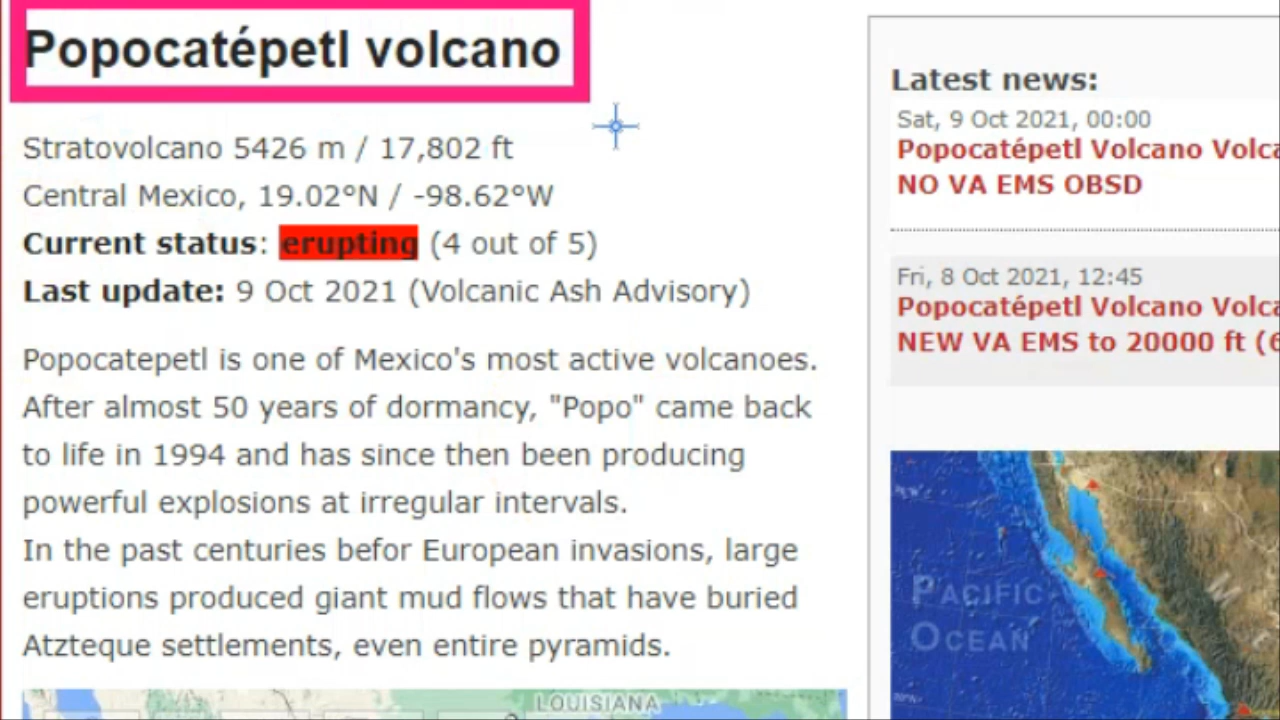 Popocatépetl volcano
Stratovolcano 5426 m / 17,802 ft
Central Mexico, 19.02°N / -98.62°W
Current status: erupting (4 out of 5)
Last update: 9 Oct 2021 (Volcanic Ash Advisory)
Popocatepetl is one of Mexico's most active volcanoes.
After almost 50 years of dormancy, "Popo" came back
to life in 1994 and has since then been producing
powerful explosions at irregular intervals.
In the past centuries befor European invasions, large
eruptions produced giant mud flows that have buried
Atzteque settlements, even entire pyramids.
LOUISIANA
Latest news:
Sat, 9 Oct 2021, 00:00
Popocatépetl Volcano Volca
NO VA EMS OBSD
Fri, 8 Oct 2021, 12:45
Popocatépetl Volcano Volca
NEW VA EMS to 20000 ft (6
PACIFIC
OCEAN